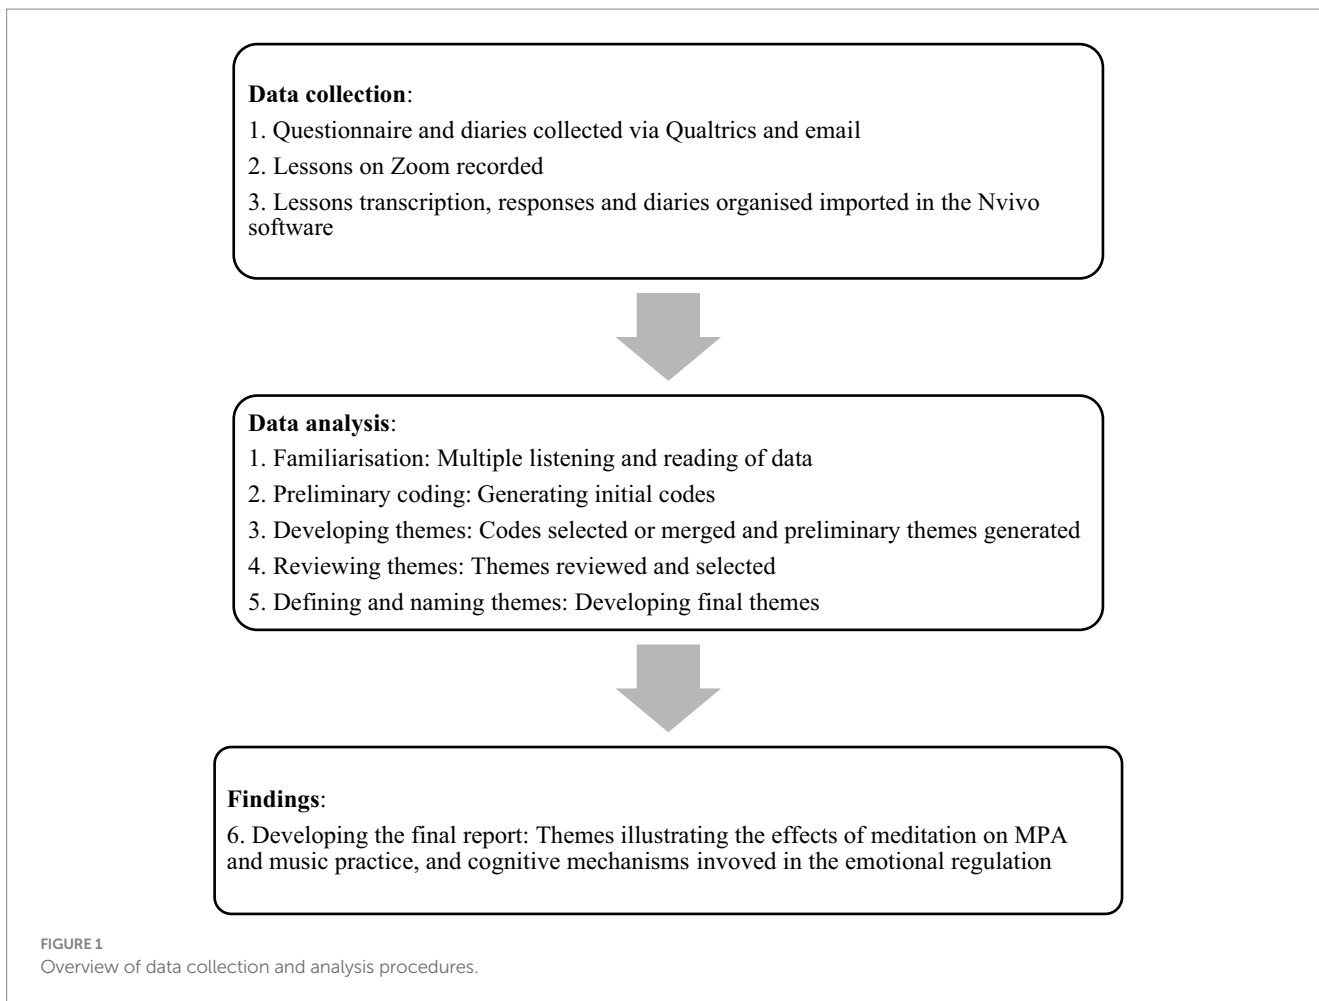 Data collection:
1. Questionnaire and diaries collected via Qualtrics and email
2. Lessons on Zoom recorded
3. Lessons transcription, responses and diaries organised imported in the Nvivo
software
Data analysis:
1. Familiarisation: Multiple listening and reading of data
2. Preliminary coding: Generating initial codes
3. Developing themes: Codes selected or merged and preliminary themes generated
4. Reviewing themes: Themes reviewed and selected
5. Defining and naming themes: Developing final themes
Findings:
6. Developing the final report: Themes illustrating the effects of meditation on MPA
and music practice, and cognitive mechanisms invoved in the emotional regulation
FIGURE 1
Overview of data collection and analysis procedures.